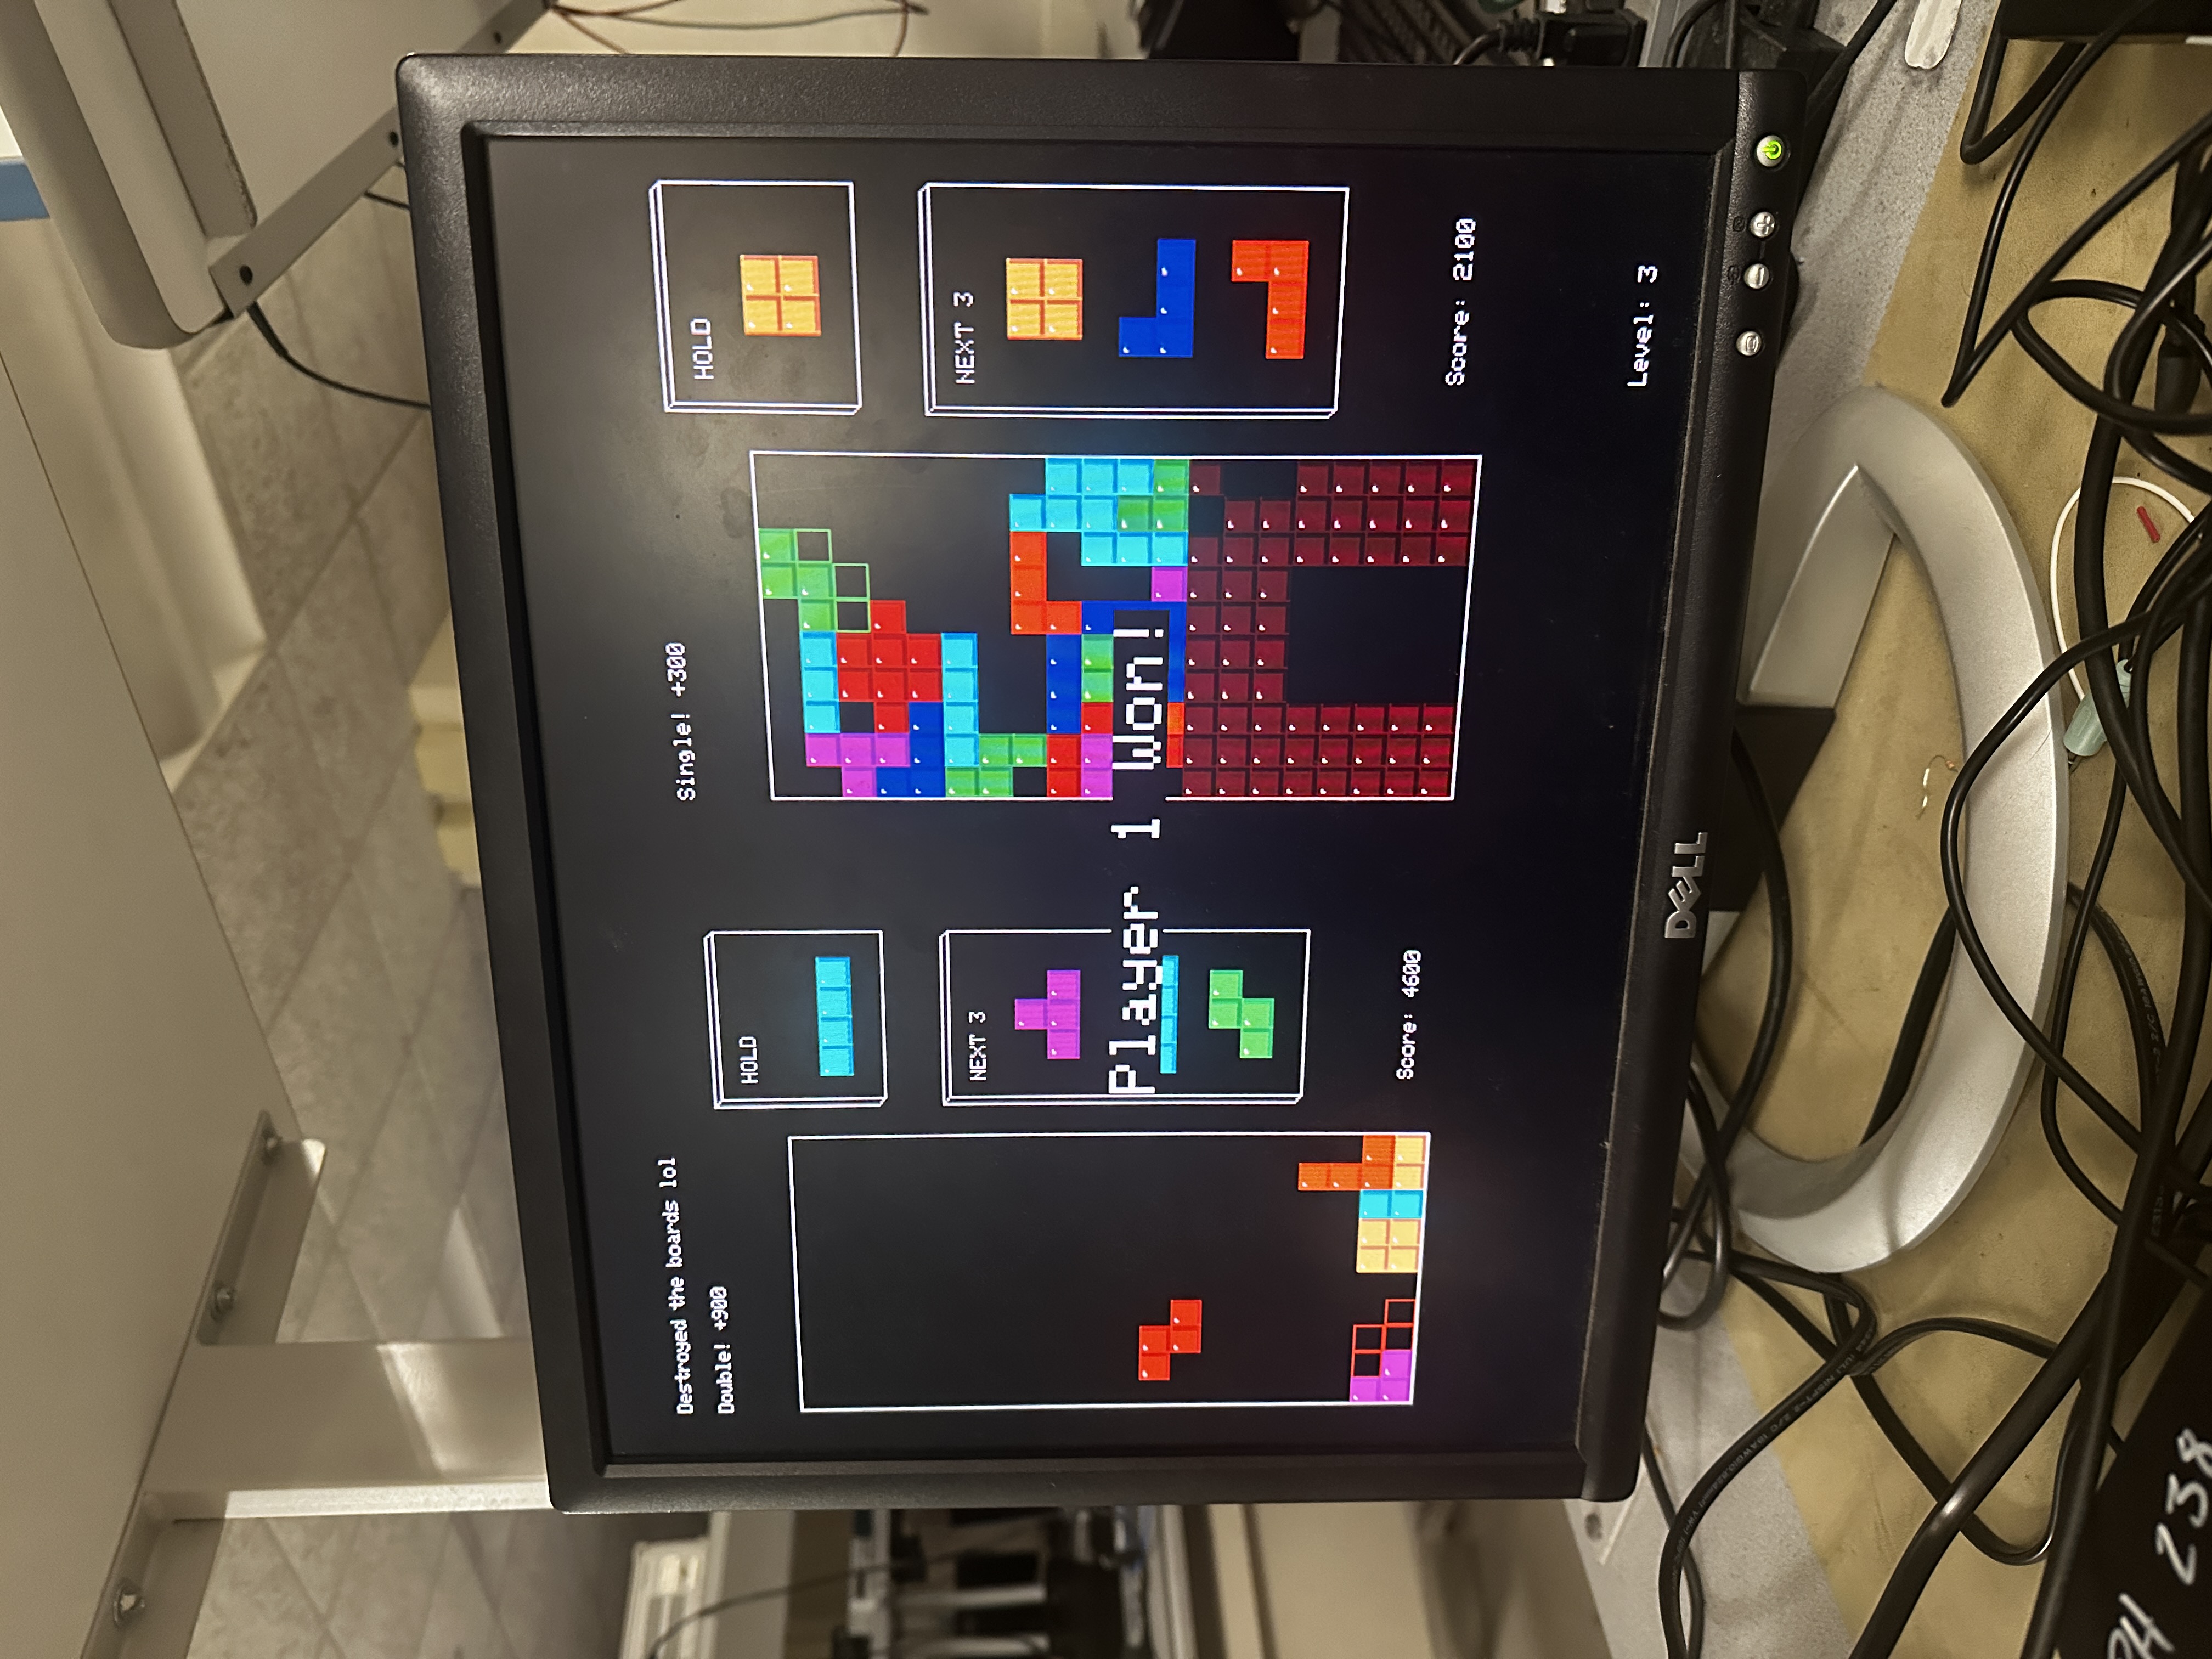 Destroyed the boards lol
Double! +900
HOLD
NEXT 3
Score: 4600
Single! +300
HOLD
NEXT 3
Score: 2100
Player 1 Won!
Level: 3
DELL
238